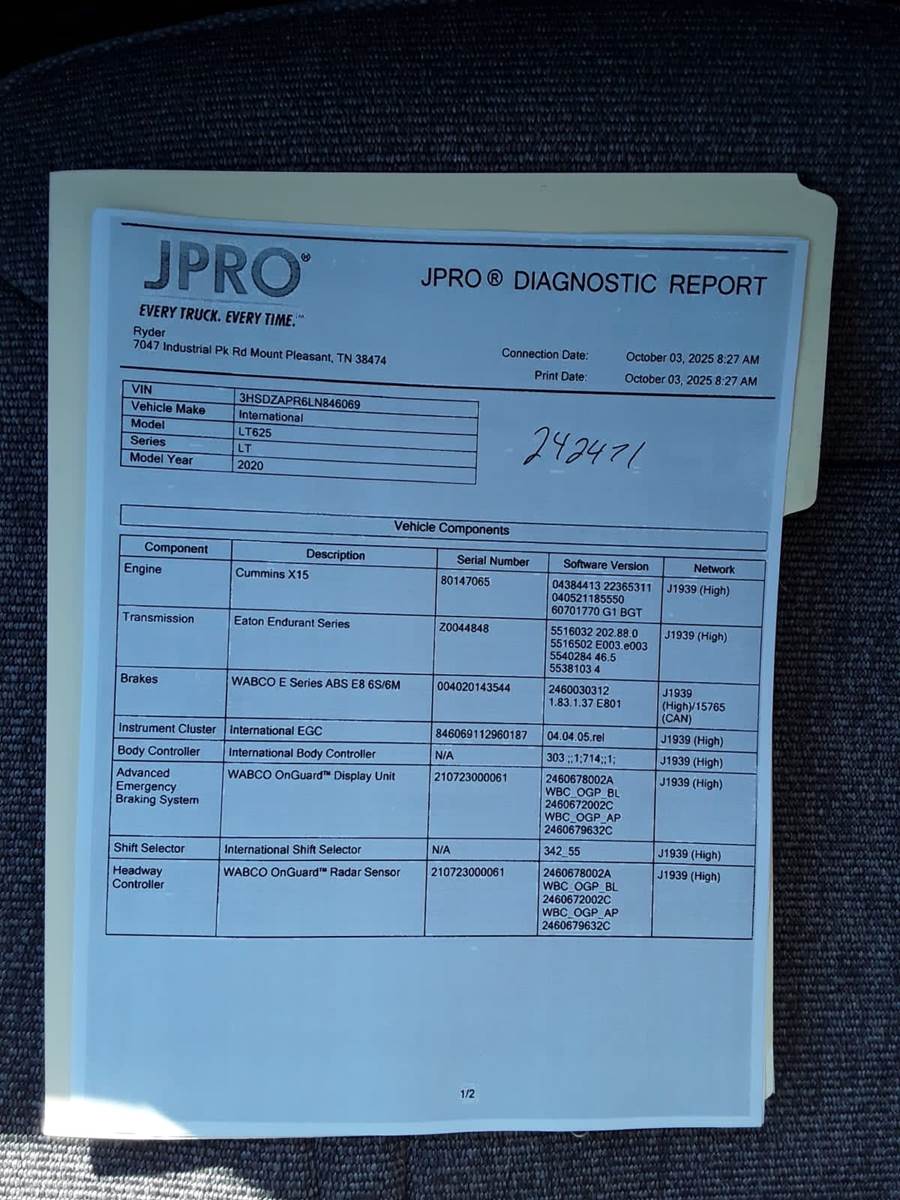 JPRO®
JPRO® DIAGNOSTIC REPORT
EVERY TRUCK. EVERY TIME.™
Ryder
7047 Industrial Pk Rd Mount Pleasant, TN 38474
Connection Date: October 03, 2025 8:27 AM
Print Date: October 03, 2025 8:27 AM
VIN 3HSDZAPR6LN846069
Vehicle Make International
Model LT625
Series LT
Model Year 2020
242471
Vehicle Components
Component Description Serial Number Software Version Network
Engine Cummins X15 80147065 04384413 22365311 J1939 (High)
040521185550
60701770 G1 BGT
Transmission Eaton Endurant Series Z0044848 5516032 202.88.0 J1939 (High)
5516502 E003.e003
5540284 46.5
5538103 4
Brakes WABCO E Series ABS E8 6S/6M 004020143544 2460030312 J1939
1.83.1.37 E801 (High)/15765
(CAN)
Instrument Cluster International EGC 846069112960187 04.04.05.rel J1939 (High)
Body Controller International Body Controller N/A 303 ;;1;714;;1; J1939 (High)
Advanced WABCO OnGuard™ Display Unit 210723000061 2460678002A J1939 (High)
Emergency WBC_OGP_BL
Braking System 2460672002C
WBC_OGP_AP
2460679632C
Shift Selector International Shift Selector N/A 342_55 J1939 (High)
Headway WABCO OnGuard™ Radar Sensor 210723000061 2460678002A J1939 (High)
Controller WBC_OGP_BL
2460672002C
WBC_OGP_AP
2460679632C
1/2